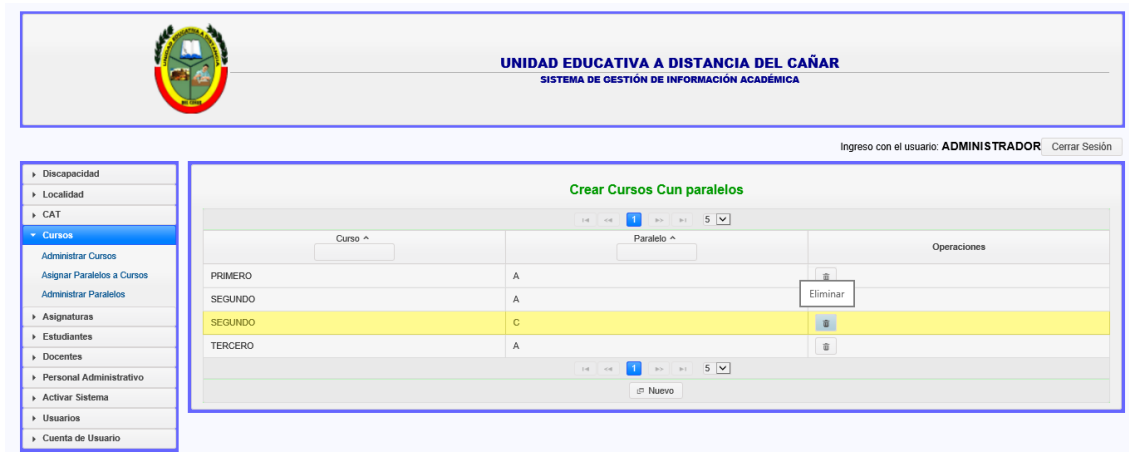 UNIDAD EDUCATIVA A DISTANCIA DEL CAÑAR
SISTEMA DE GESTIÓN DE INFORMACIÓN ACADÉMICA
Ingreso con el usuario: ADMINISTRADOR Cerrar Sesión
Discapacidad
Localidad
CAT
Cursos
Administrar Cursos
Asignar Paralelos a Cursos
Administrar Paralelos
Asignaturas
Estudiantes
Docentes
Personal Administrativo
Activar Sistema
Usuarios
Cuenta de Usuario
Crear Cursos Cun paralelos
1 5
Curso Paralelo Operaciones
PRIMERO A
SEGUNDO A
Eliminar
SEGUNDO C
TERCERO A
1 5
Nuevo